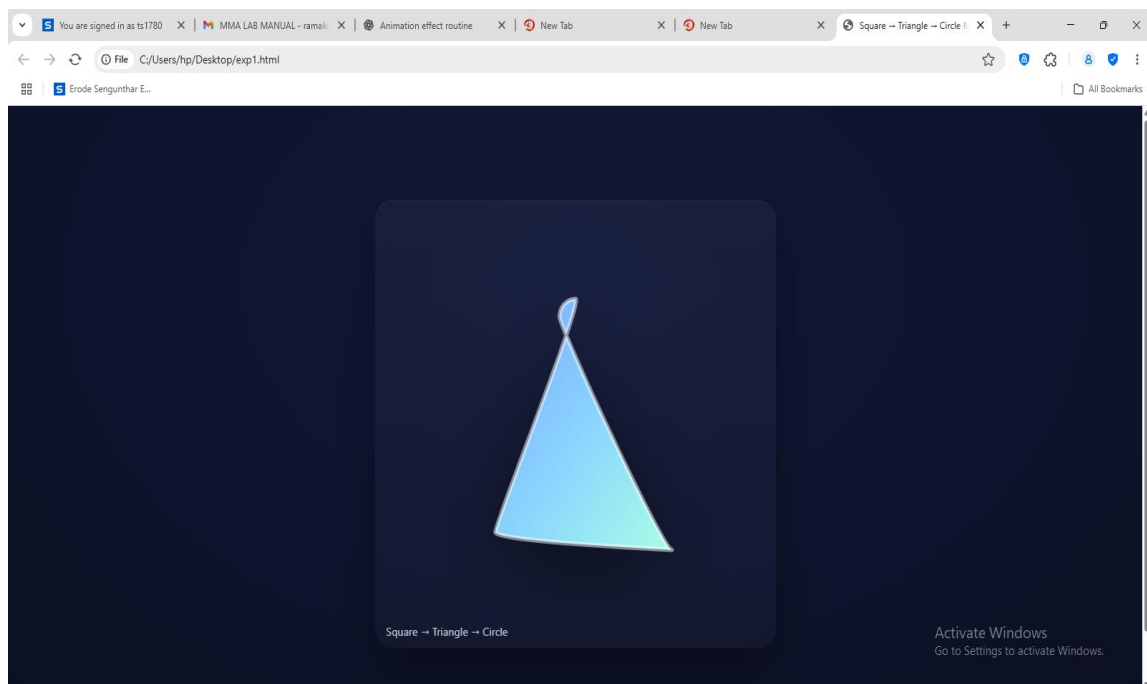 You are signed in as ts1780
MMA LAB MANUAL - ramak
Animation effect routine
New Tab
New Tab
Square → Triangle → Circle
File C:/Users/hp/Desktop/exp1.html
Erode Sengunthar E...
All Bookmarks
Square → Triangle → Circle
Activate Windows
Go to Settings to activate Windows.